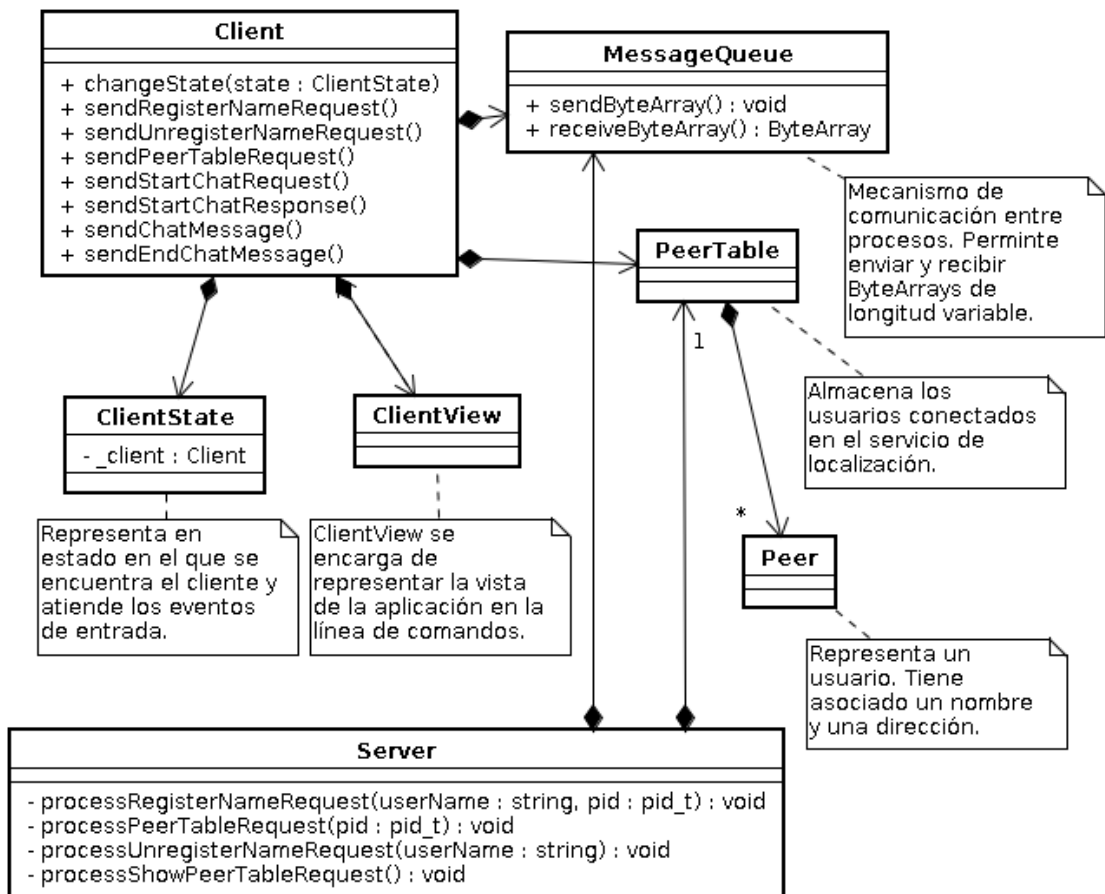 Client
+ changeState(state : ClientState)
+ sendRegisterNameRequest()
+ sendUnregisterNameRequest()
+ sendPeerTableRequest()
+ sendStartChatRequest()
+ sendStartChatResponse()
+ sendChatMessage()
+ sendEndChatMessage()
MessageQueue
+ sendByteArray() : void
+ receiveByteArray() : ByteArray
Mecanismo de
comunicación entre
procesos. Perminte
enviar y recibir
ByteArrays de
longitud variable.
PeerTable
1
Almacena los
usuarios conectados
en el servicio de
localización.
ClientState
- _client : Client
ClientView
Representa en
estado en el que se
encuentra el cliente y
atiende los eventos
de entrada.
ClientView se
encarga de
representar la vista
de la aplicación en la
línea de comandos.
*
Peer
Representa un
usuario. Tiene
asociado un nombre
y una dirección.
Server
- processRegisterNameRequest(userName : string, pid : pid_t) : void
- processPeerTableRequest(pid : pid_t) : void
- processUnregisterNameRequest(userName : string) : void
- processShowPeerTableRequest() : void